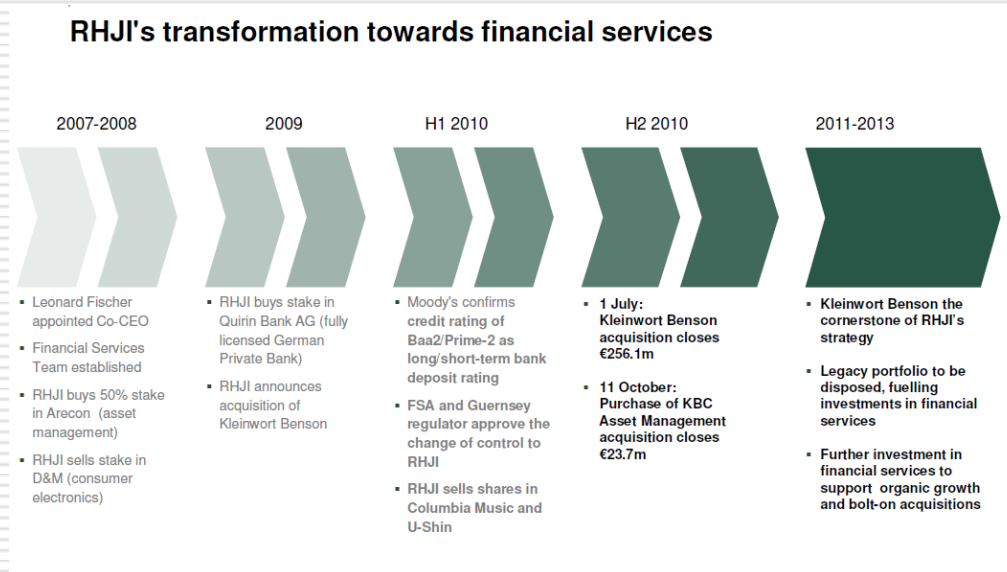 RHJI's transformation towards financial services
2007-2008
2009
H1 2010
H2 2010
2011-2013
▪ Leonard Fischer
appointed Co-CEO
▪ Financial Services
Team established
▪ RHJI buys 50% stake
in Arecon (asset
management)
▪ RHJI sells stake in
D&M (consumer
electronics)
▪ RHJI buys stake in
Quirin Bank AG (fully
licensed German
Private Bank)
▪ RHJI announces
acquisition of
Kleinwort Benson
▪ Moody's confirms
credit rating of
Baa2/Prime-2 as
long/short-term bank
deposit rating
▪ FSA and Guernsey
regulator approve the
change of control to
RHJI
▪ RHJI sells shares in
Columbia Music and
U-Shin
▪ 1 July:
Kleinwort Benson
acquisition closes
€256.1m
▪ 11 October:
Purchase of KBC
Asset Management
acquisition closes
€23.7m
▪ Kleinwort Benson the
cornerstone of RHJI's
strategy
▪ Legacy portfolio to be
disposed, fuelling
investments in financial
services
▪ Further investment in
financial services to
support organic growth
and bolt-on acquisitions